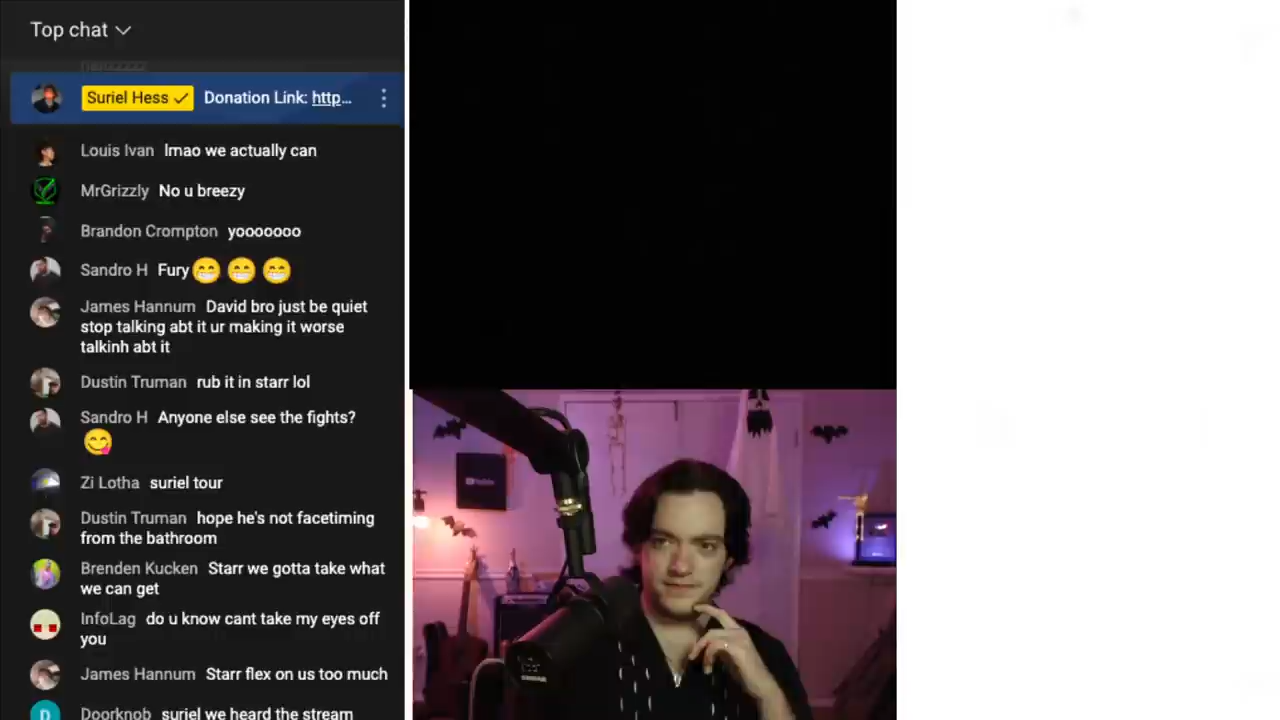 Top chat
Suriel Hess Donation Link: http...
Louis Ivan lmao we actually can
MrGrizzly No u breezy
Brandon Crompton yooooooo
Sandro H Fury😁 😁 😁
James Hannum David bro just be quiet
stop talking abt it ur making it worse
talkinh abt it
Dustin Truman rub it in starr lol
Sandro H Anyone else see the fights?
😋
Zi Lotha suriel tour
Dustin Truman hope he's not facetiming
from the bathroom
Brenden Kucken Starr we gotta take what
we can get
InfoLag do u know cant take my eyes off
you
James Hannum Starr flex on us too much
D Doorknob suriel we heard the stream
YouTube